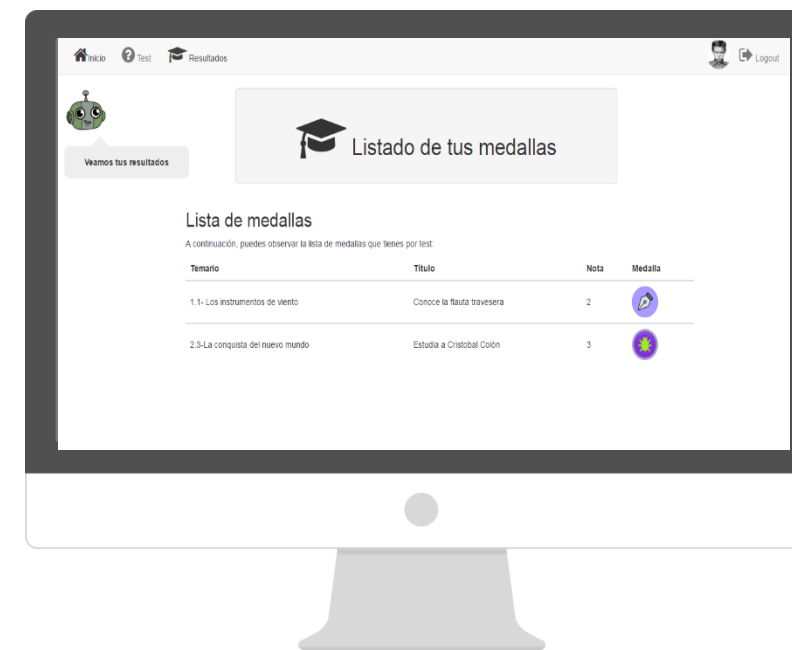 Inicio Test Resultados Logout
Veamos tus resultados
Listado de tus medallas
Lista de medallas
A continuación, puedes observar la lista de medallas que tienes por test:
Temario Título Nota Medalla
1.1- Los instrumentos de viento Conoce la flauta travesera 2
2.3-La conquista del nuevo mundo Estudia a Cristobal Colón 3